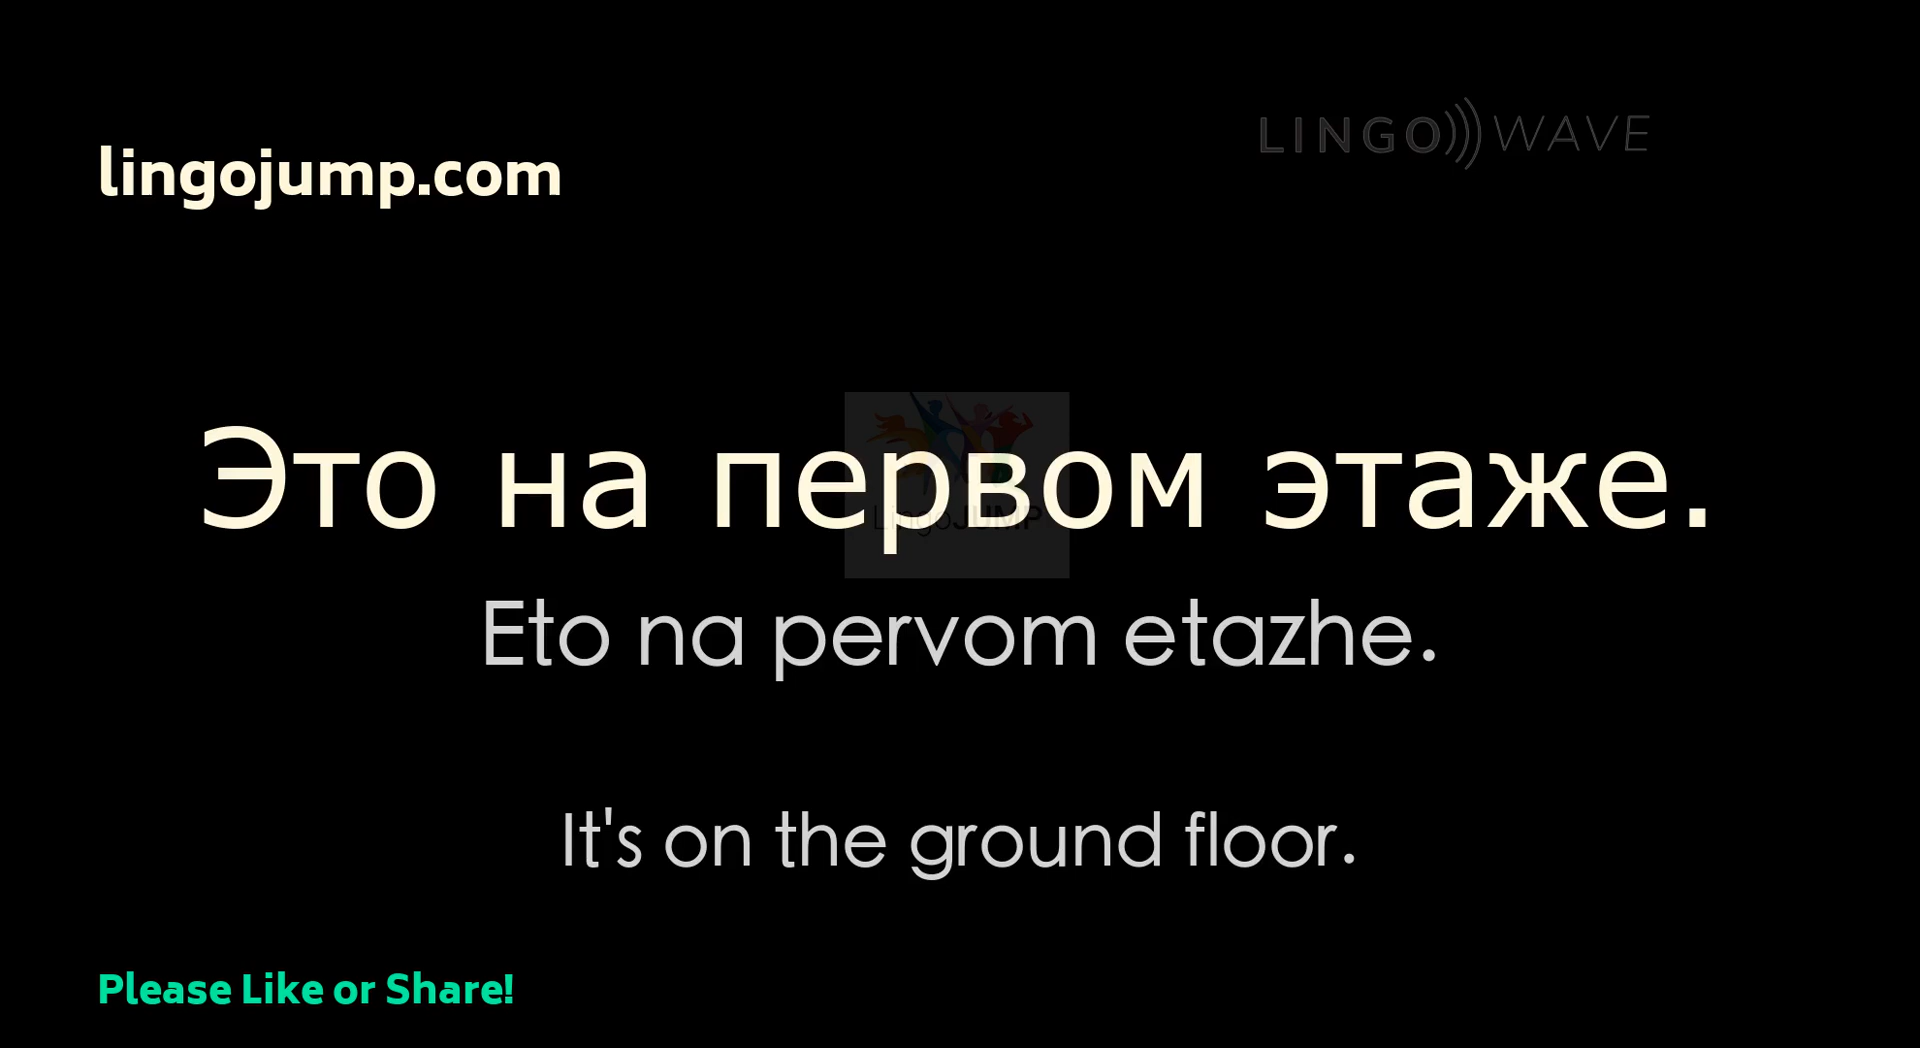 lingojump.com
LINGO WAVE
Это на первом этаже.
LingoJUMP
Eto na pervom etazhe.
It's on the ground floor.
Please Like or Share!